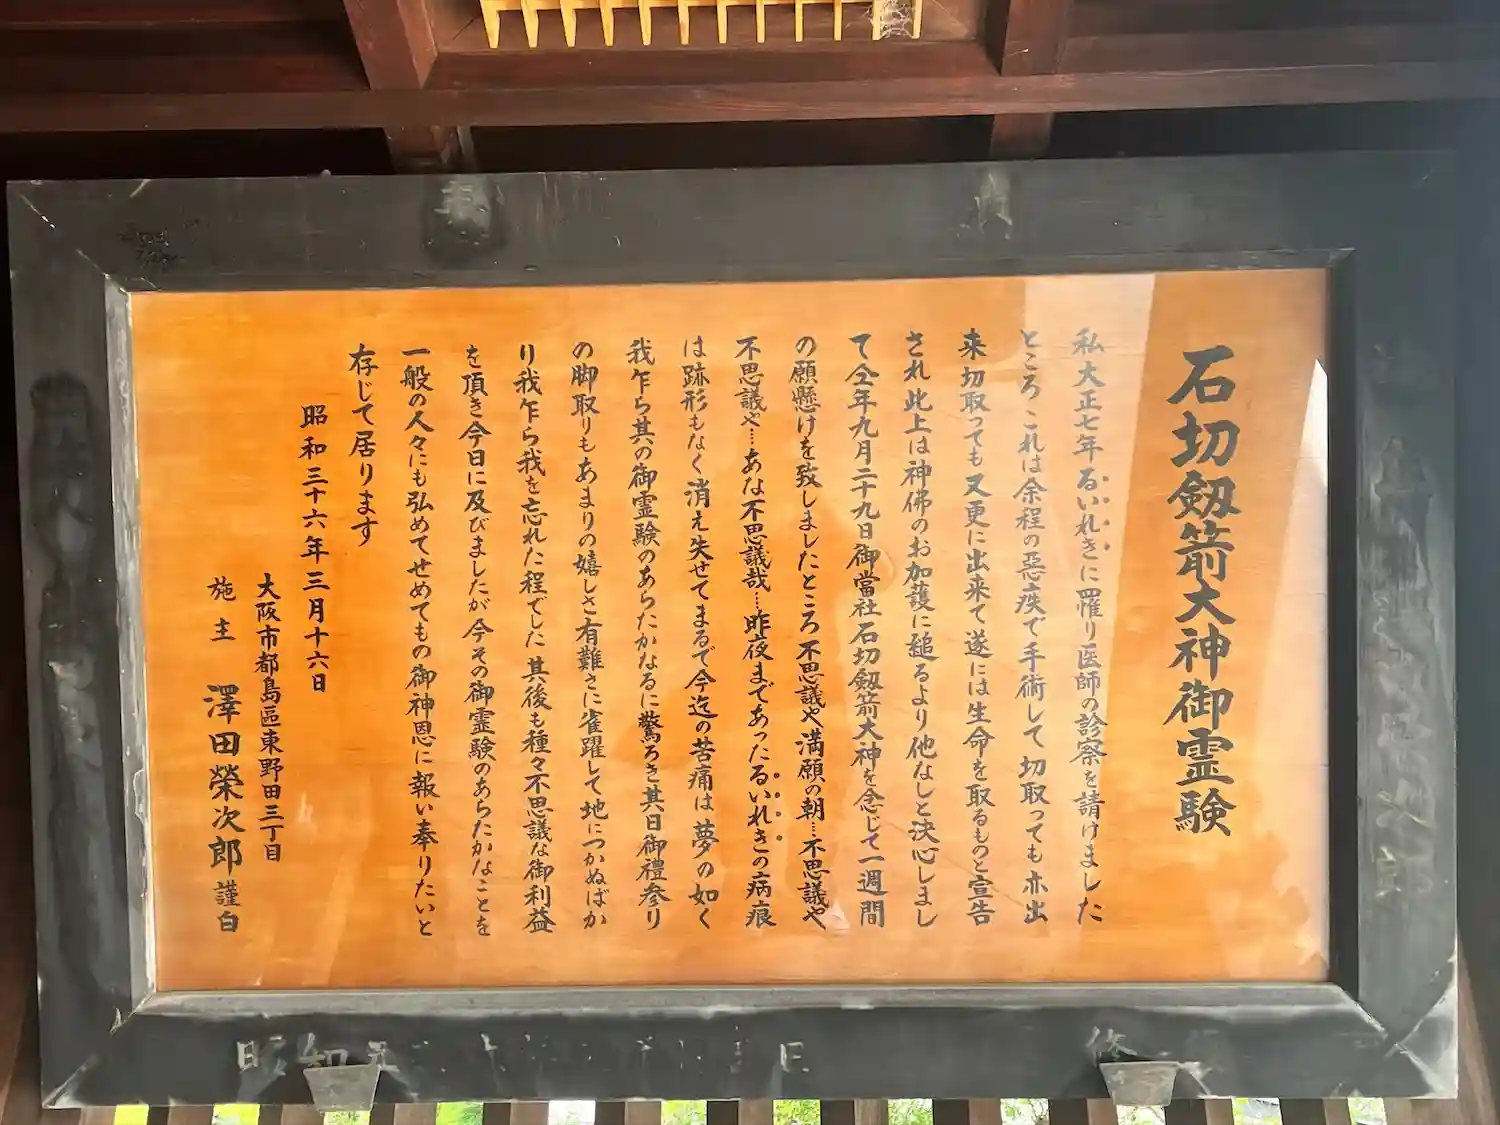 石切劔箭大神御霊験
私大正七年るいれきに罹り医師の診察を請けました
ところこれは余程の惡疾で手術して切取っても亦出
来切取っても又更に出来て遂には生命を取るものと宣告
され此上は神佛のお加護に縋るより他なしと決心しまし
て仝年九月二十九日御當社石切劔箭大神を念じて一週間
の願懸けを致しましたところ不思議や満願の朝…不思議や
不思議や…あな不思議哉…昨夜まであったるいれきの病痕
は跡形もなく消え失せてまるで今迄の苦痛は夢の如く
我乍ら其の御霊験のあらたかなるに驚ろき其日御禮参り
の脚取りもあまりの嬉しさ有難さに雀躍して地につかぬばか
り我乍ら我を忘れた程でした其後も種々不思議な御利益
を頂き今日に及びましたが今その御霊験のあらたかなことを
一般の人々にも弘めてせめてもの御神恩に報い奉りたいと
存じて居ります
昭和三十六年三月十六日
大阪市都島區東野田三丁目
施主 澤田榮次郎 謹白
昭和